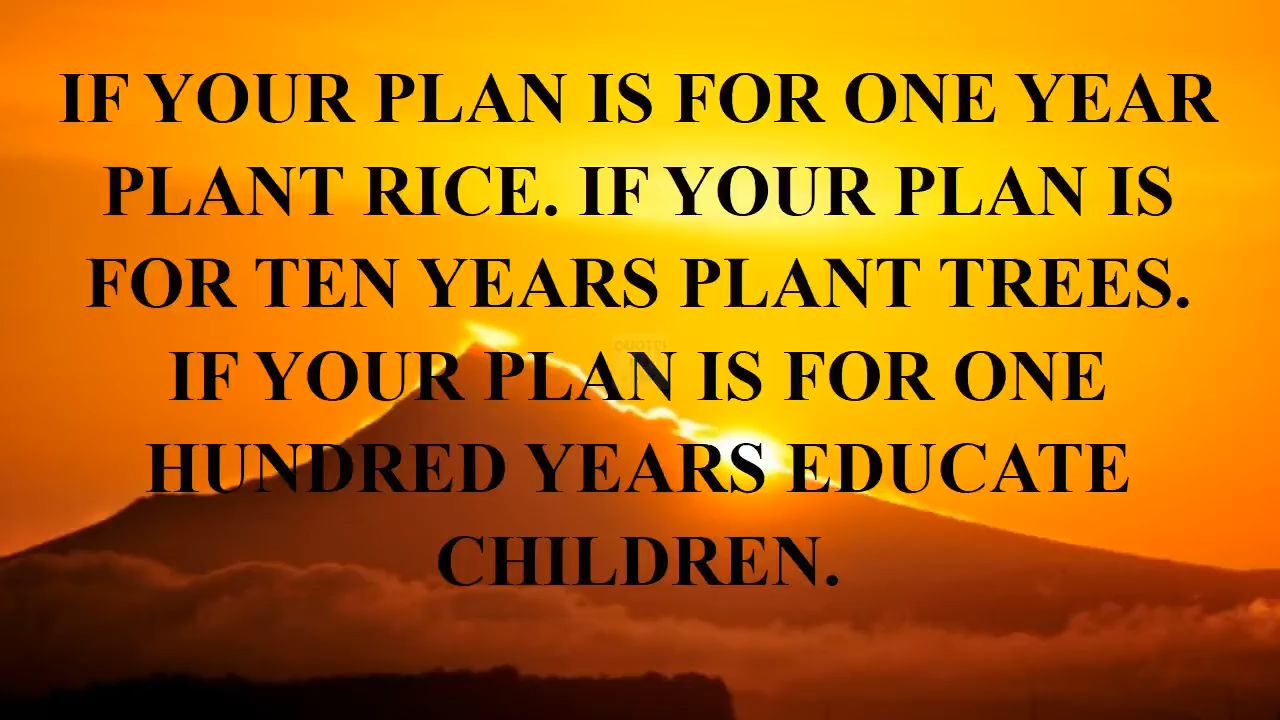 IF YOUR PLAN IS FOR ONE YEAR
PLANT RICE. IF YOUR PLAN IS
FOR TEN YEARS PLANT TREES.
IF YOUR PLAN IS FOR ONE
HUNDRED YEARS EDUCATE
CHILDREN.